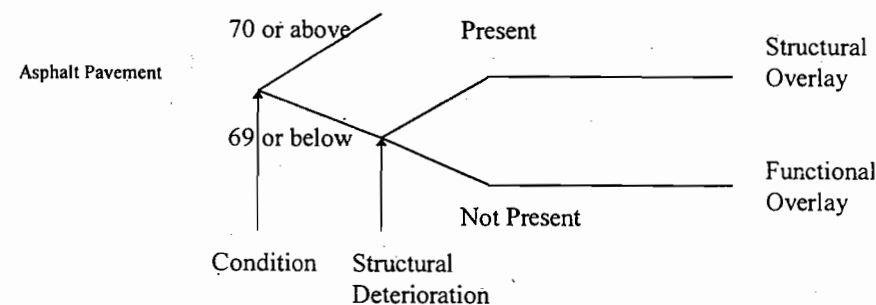 70 or above
Present
Structural
Overlay
Asphalt Pavement
69 or below
Functional
Overlay
Not Present
Condition
Structural
Deterioration